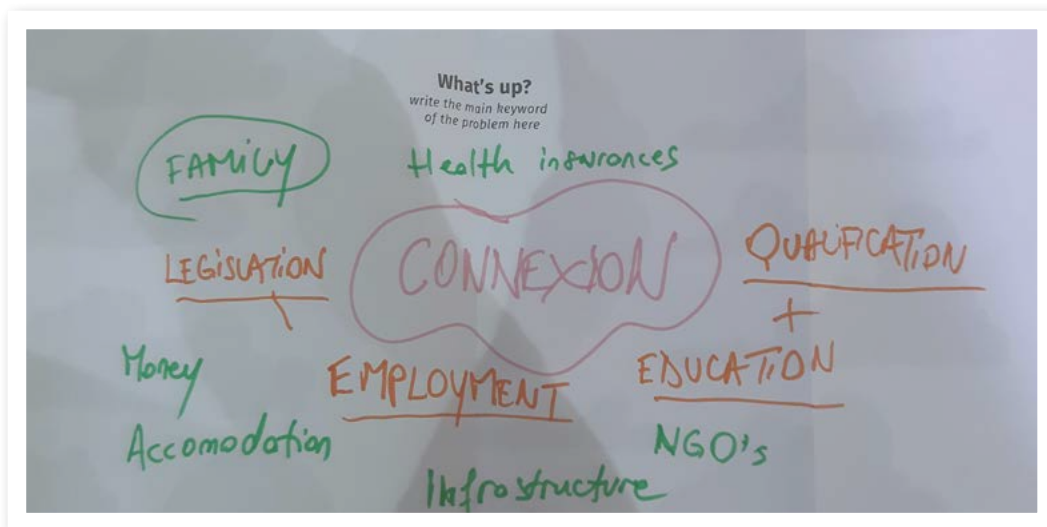 What's up?
write the main keyword
of the problem here
FAMiLY
Health insurances
LEGiSLATiON
CONNEXION
QUALiFiCATiON
+
Money
EMPLOYMENT
EDUCATiON
Accomodation
NGO's
Infrastructure